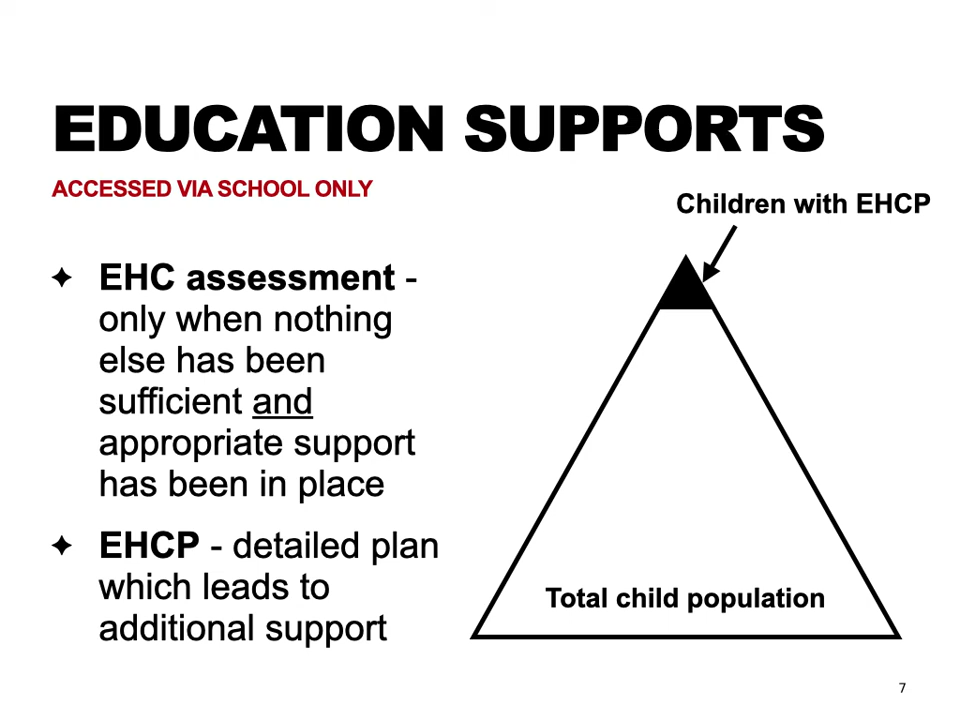 EDUCATION SUPPORTS
ACCESSED VIA SCHOOL ONLY
✦ EHC assessment -
only when nothing
else has been
sufficient and
appropriate support
has been in place
✦ EHCP - detailed plan
which leads to
additional support
Children with EHCP
Total child population
7